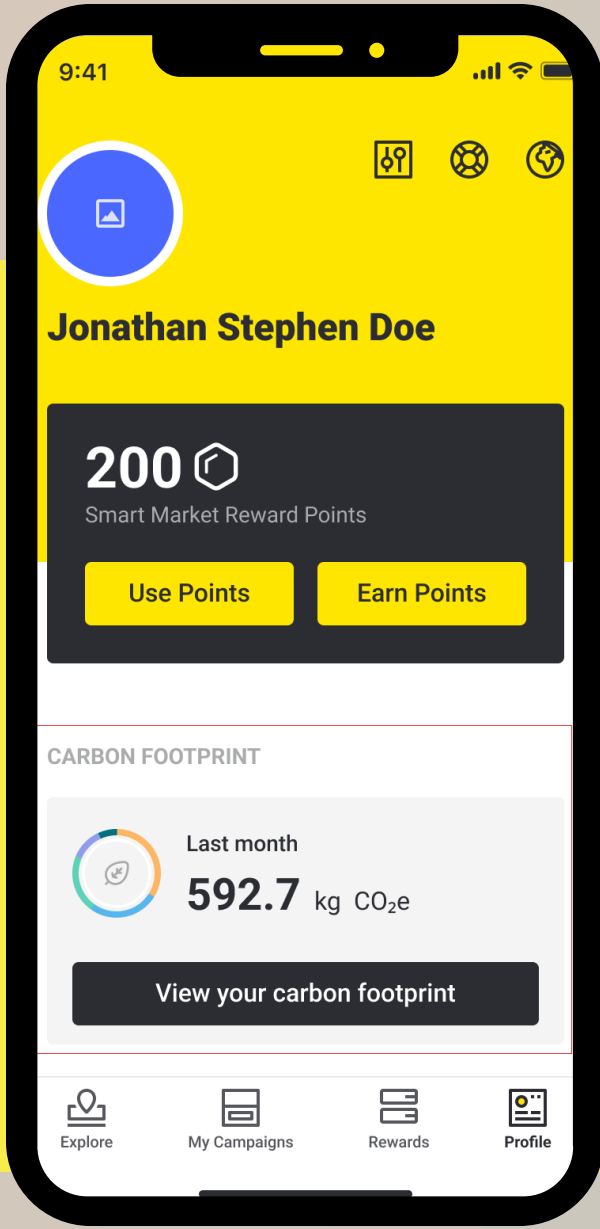 9:41
Jonathan Stephen Doe
200
Smart Market Reward Points
Use Points
Earn Points
CARBON FOOTPRINT
Last month
592.7 kg CO₂e
View your carbon footprint
Explore
My Campaigns
Rewards
Profile